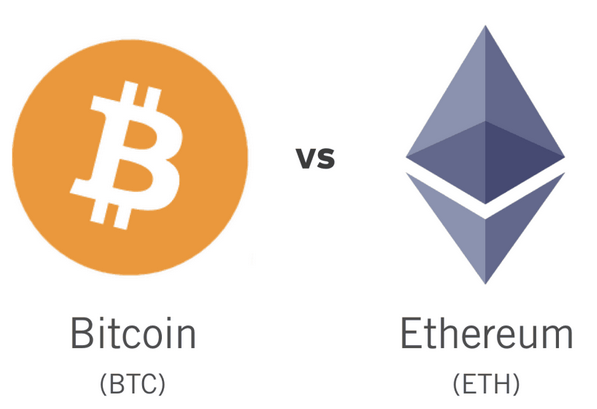 vs
Bitcoin
(BTC)
Ethereum
(ETH)